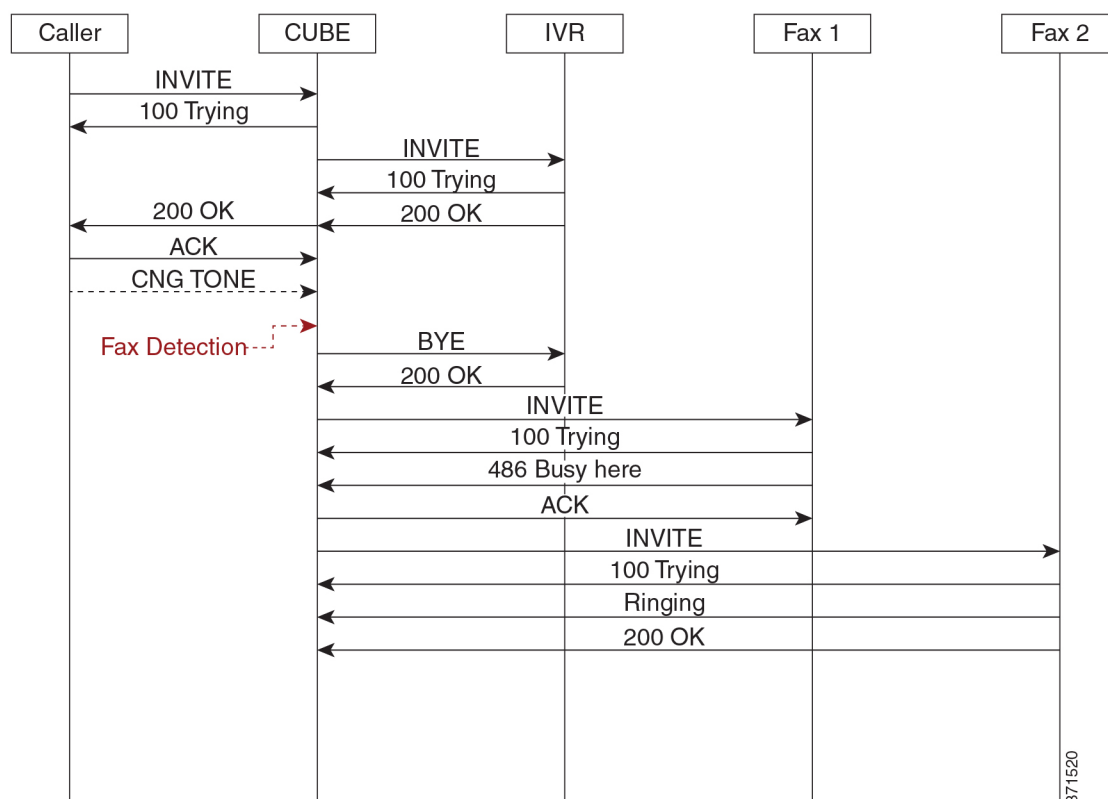 Caller CUBE IVR Fax 1 Fax 2
INVITE
100 Trying
INVITE
100 Trying
200 OK 200 OK
ACK
CNG TONE
Fax Detection
BYE
200 OK
INVITE
100 Trying
486 Busy here
ACK
INVITE
100 Trying
Ringing
200 OK